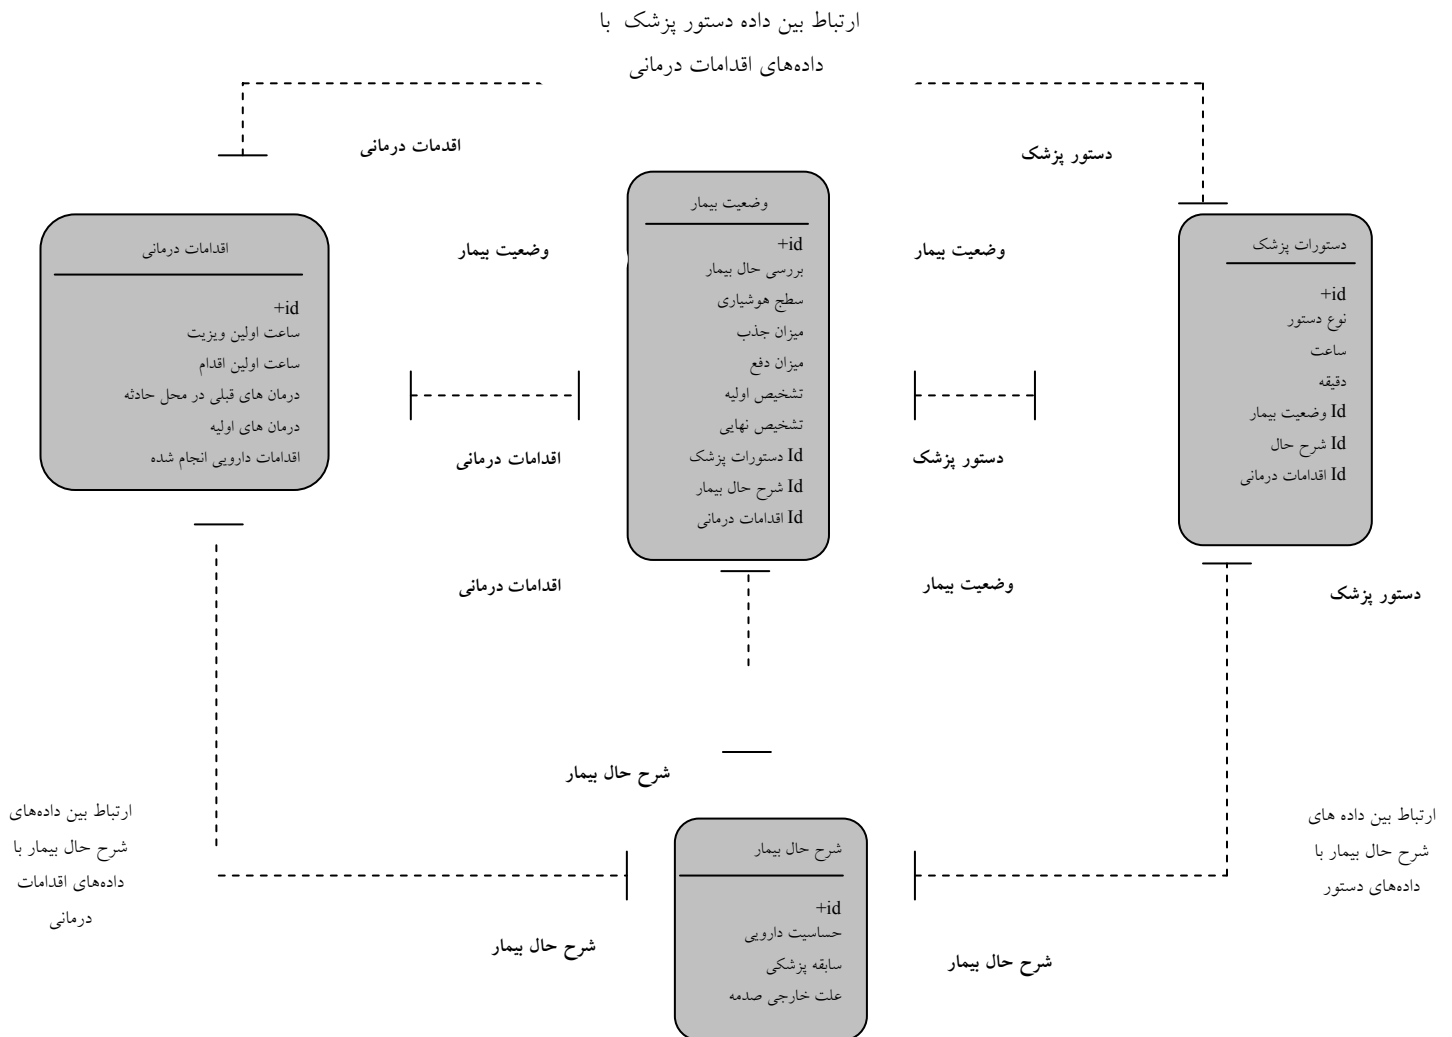 ارتباط بین داده دستور پزشک با
داده‌های اقدامات درمانی
دستور پزشک
اقدمات درمانی
دستورات پزشک
+id
نوع دستور
ساعت
دقیقه
Id وضعیت بیمار
Id شرح حال
Id اقدامات درمانی
وضعیت بیمار
دستور پزشک
وضعیت بیمار
+id
بررسی حال بیمار
سطح هوشیاری
میزان جذب
میزان دفع
تشخیص اولیه
تشخیص نهایی
Id دستورات پزشک
Id شرح حال بیمار
Id اقدامات درمانی
وضعیت بیمار
اقدامات درمانی
اقدامات درمانی
+id
ساعت اولین ویزیت
ساعت اولین اقدام
درمان های قبلی در محل حادثه
درمان های اولیه
اقدامات دارویی انجام شده
دستور پزشک
وضعیت بیمار
اقدامات درمانی
شرح حال بیمار
ارتباط بین داده های
شرح حال بیمار با
داده‌های دستور
شرح حال بیمار
+id
حساسیت دارویی
سابقه پزشکی
علت خارجی صدمه
ارتباط بین داده‌های
شرح حال بیمار با
داده‌های اقدامات
درمانی
شرح حال بیمار
شرح حال بیمار